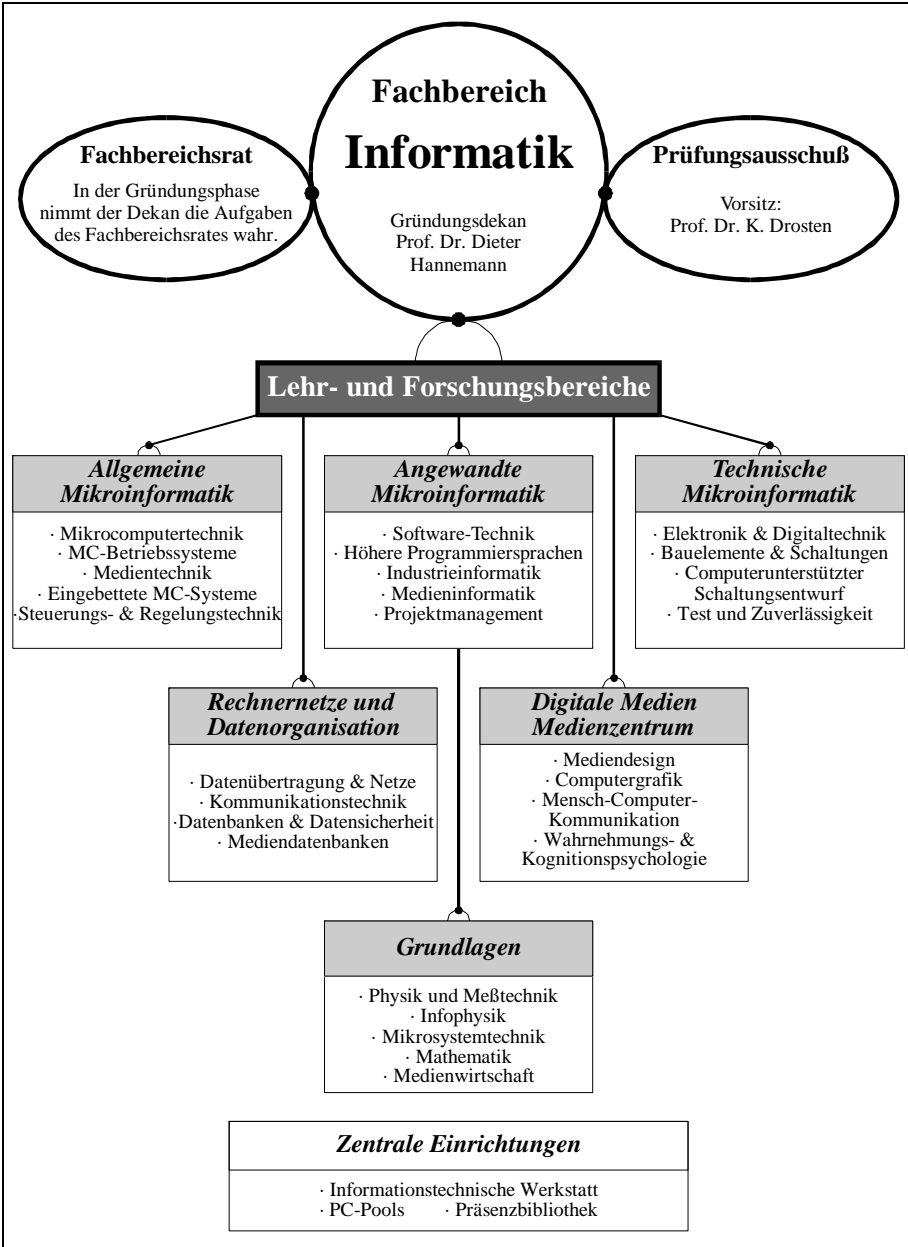 Fachbereich
Informatik
Gründungsdekan
Prof. Dr. Dieter
Hannemann
Fachbereichsrat
In der Gründungsphase
nimmt der Dekan die Aufgaben
des Fachbereichsrates wahr.
Prüfungsausschuß
Vorsitz:
Prof. Dr. K. Drosten
Lehr- und Forschungsbereiche
Allgemeine
Mikroinformatik
· Mikrocomputertechnik
· MC-Betriebssysteme
· Medientechnik
· Eingebettete MC-Systeme
·Steuerungs- & Regelungstechnik
Angewandte
Mikroinformatik
· Software-Technik
· Höhere Programmiersprachen
· Industrieinformatik
· Medieninformatik
· Projektmanagement
Technische
Mikroinformatik
· Elektronik & Digitaltechnik
· Bauelemente & Schaltungen
· Computerunterstützter
Schaltungsentwurf
· Test und Zuverlässigkeit
Rechnernetze und
Datenorganisation
· Datenübertragung & Netze
· Kommunikationstechnik
·Datenbanken & Datensicherheit
· Mediendatenbanken
Digitale Medien
Medienzentrum
· Mediendesign
· Computergrafik
· Mensch-Computer-
Kommunikation
· Wahrnehmungs- &
Kognitionspsychologie
Grundlagen
· Physik und Meßtechnik
· Infophysik
· Mikrosystemtechnik
· Mathematik
· Medienwirtschaft
Zentrale Einrichtungen
· Informationstechnische Werkstatt
· PC-Pools · Präsenzbibliothek